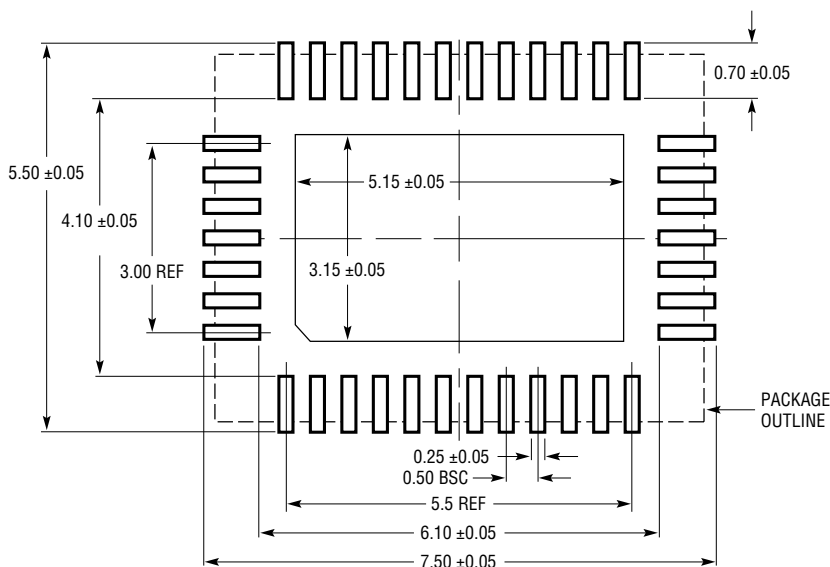 0.70 ±0.05
5.50 ±0.05
5.15 ±0.05
4.10 ±0.05
3.00 REF
3.15 ±0.05
PACKAGE
OUTLINE
0.25 ±0.05
0.50 BSC
5.5 REF
6.10 ±0.05
7.50 ±0.05